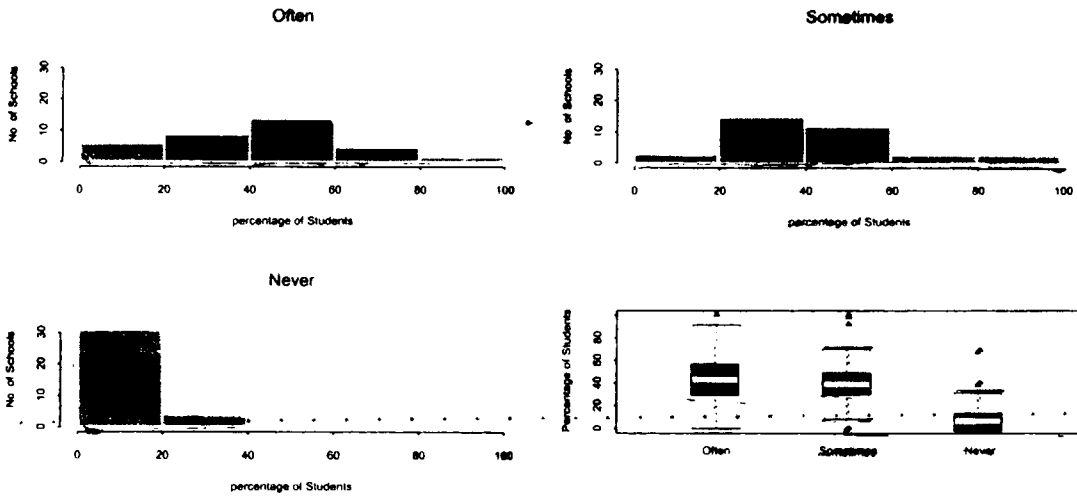 Often
No of Schools
30
20
10
0
0 20 40 60 80 100
percentage of Students
Sometimes
No of Schools
30
20
10
0
0 20 40 60 80 100
percentage of Students
Never
No of Schools
30
20
10
0
0 20 40 60 80 100
percentage of Students
Percentage of Students
80
60
40
20
0
Often Sometimes Never